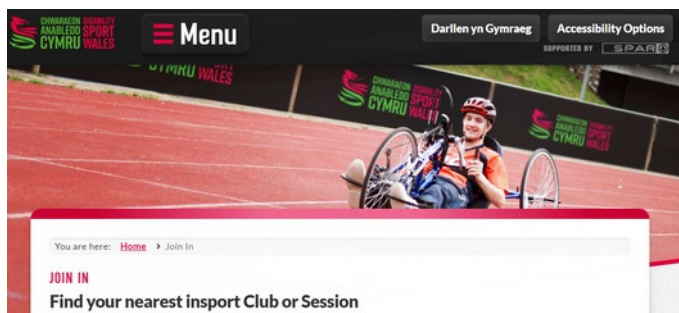 CHWARAEON DISABILITY
ANABLEDD SPORT
CYMRU WALES
Menu
Darllen yn Gymraeg
Accessibility Options
SUPPORTED BY SPAR
CYMRU WALES
CHWARAEON DISABILITY
ANABLEDD SPORT
CYMRU WALES
CHWARAEON DISABILITY
ANABLEDD SPORT
CYMRU WALES
You are here: Home > Join In
JOIN IN
Find your nearest insport Club or Session